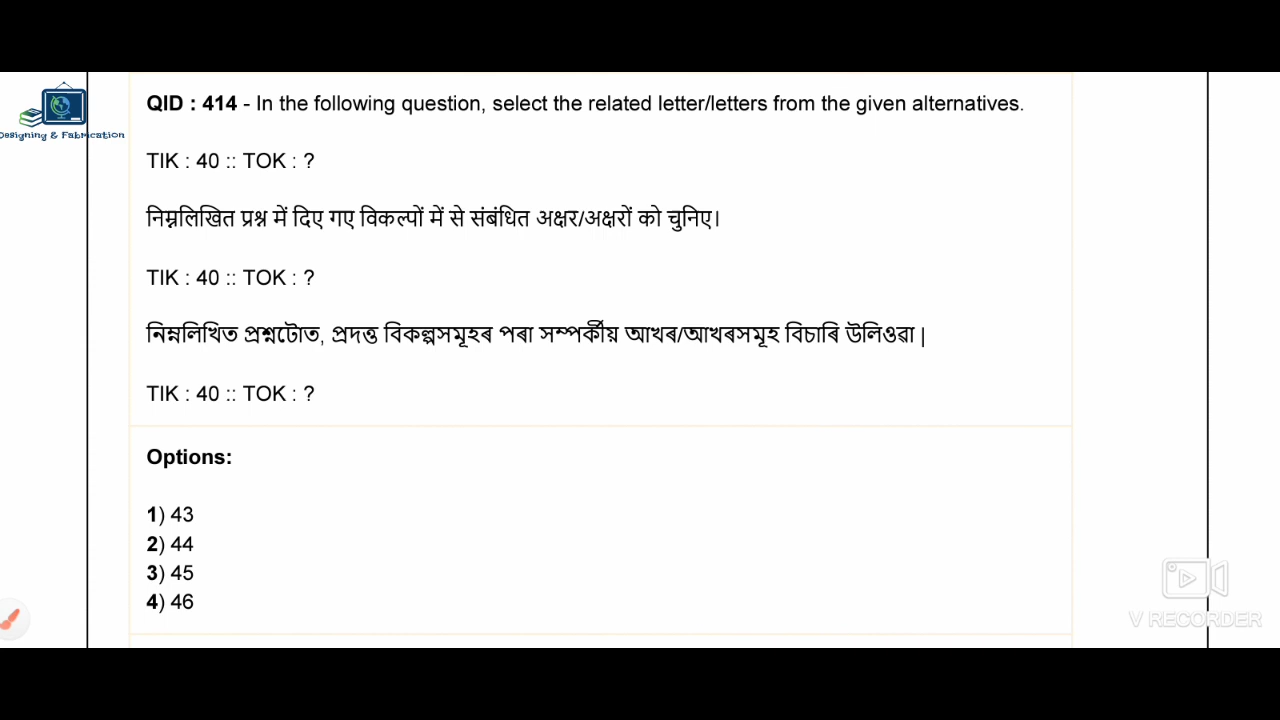 QID : 414 - In the following question, select the related letter/letters from the given alternatives.
Designing & Fabrication
TIK : 40 :: TOK : ?
निम्नलिखित प्रश्न में दिए गए विकल्पों में से संबंधित अक्षर/अक्षरों को चुनिए।
TIK : 40 :: TOK : ?
নিম্নলিখিত প্ৰশ্নটোত, প্ৰদত্ত বিকল্পসমূহৰ পৰা সম্পৰ্কীয় আখৰ/আখৰসমূহ বিচাৰি উলিওৱা |
TIK : 40 :: TOK : ?
Options:
1) 43
2) 44
3) 45
4) 46
V RECORDER